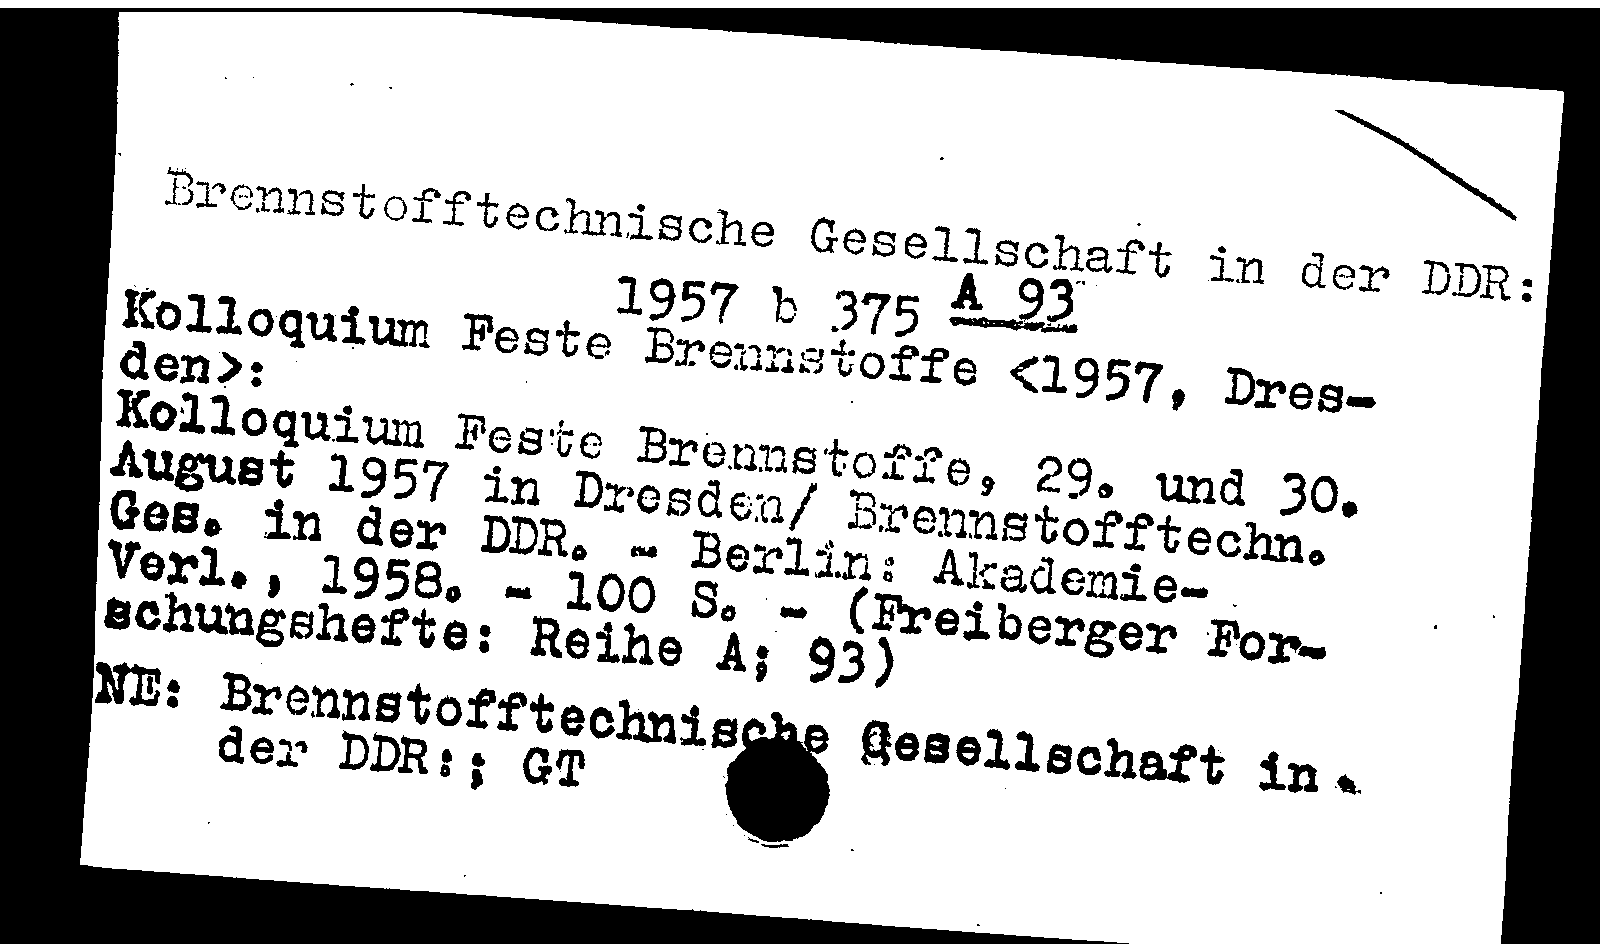 Brennstofftechnische Gesellschaft in der DDR:
1957 b 375 A 93
Kolloquium Feste Brennstoffe <1957, Dres-
den>:
Kolloquium Feste Brennstoffe, 29. und 30.
August 1957 in Dresden/ Brennstofftechn.
Ges. in der DDR. - Berlin: Akademie-
Verl., 1958. - 100 S. - (Freiberger For-
schungshefte: Reihe A; 93)
NE: Brennstofftechnische Gesellschaft in
der DDR:; GT